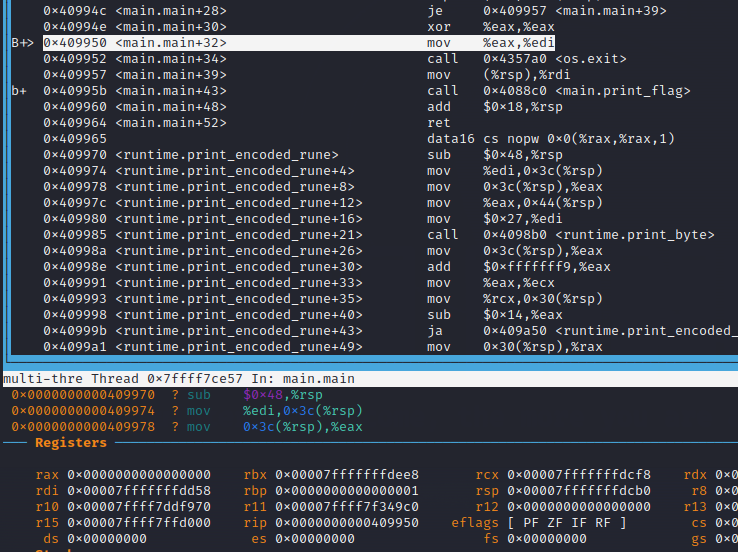 0×40994c <main.main+28> je 0×409957 <main.main+39>
0×40994e <main.main+30> xor %eax,%eax
B+> 0×409950 <main.main+32> mov %eax,%edi
0×409952 <main.main+34> call 0×4357a0 <os.exit>
0×409957 <main.main+39> mov (%rsp),%rdi
b+ 0×40995b <main.main+43> call 0×4088c0 <main.print_flag>
0×409960 <main.main+48> add $0×18,%rsp
0×409964 <main.main+52> ret
0×409965 data16 cs nopw 0×0(%rax,%rax,1)
0×409970 <runtime.print_encoded_rune> sub $0×48,%rsp
0×409974 <runtime.print_encoded_rune+4> mov %edi,0×3c(%rsp)
0×409978 <runtime.print_encoded_rune+8> mov 0×3c(%rsp),%eax
0×40997c <runtime.print_encoded_rune+12> mov %eax,0×44(%rsp)
0×409980 <runtime.print_encoded_rune+16> mov $0×27,%edi
0×409985 <runtime.print_encoded_rune+21> call 0×4098b0 <runtime.print_byte>
0×40998a <runtime.print_encoded_rune+26> mov 0×3c(%rsp),%eax
0×40998e <runtime.print_encoded_rune+30> add $0×fffffff9,%eax
0×409991 <runtime.print_encoded_rune+33> mov %eax,%ecx
0×409993 <runtime.print_encoded_rune+35> mov %rcx,0×30(%rsp)
0×409998 <runtime.print_encoded_rune+40> sub $0×14,%eax
0×40999b <runtime.print_encoded_rune+43> ja 0×409a50 <runtime.print_encoded_
0×4099a1 <runtime.print_encoded_rune+49> mov 0×30(%rsp),%rax
multi-thre Thread 0×7ffff7ce57 In: main.main
0×0000000000409970 ? sub $0×48,%rsp
0×0000000000409974 ? mov %edi,0×3c(%rsp)
0×0000000000409978 ? mov 0×3c(%rsp),%eax
Registers
rax 0×0000000000000000 rbx 0×00007fffffffdee8 rcx 0×00007fffffffdcf8 rdx 0×
rdi 0×00007fffffffdd58 rbp 0×0000000000000001 rsp 0×00007fffffffdcb0 r8 0×
r10 0×00007ffff7ddf970 r11 0×00007ffff7f349c0 r12 0×0000000000000000 r13 0×
r15 0×00007ffff7ffd000 rip 0×0000000000409950 eflags [ PF ZF IF RF ] cs 0×
ds 0×00000000 es 0×00000000 fs 0×00000000 gs 0×